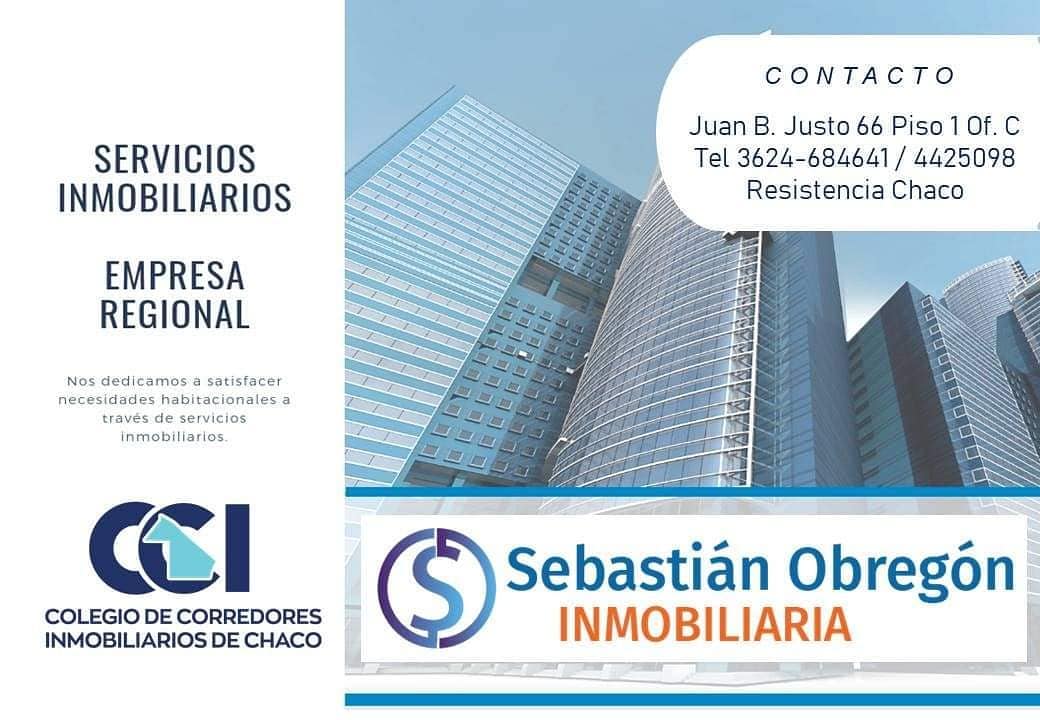 SERVICIOS
INMOBILIARIOS
EMPRESA
REGIONAL
Nos dedicamos a satisfacer
necesidades habitacionales a
través de servicios
inmobiliarios.
CCI
COLEGIO DE CORREDORES
INMOBILIARIOS DE CHACO
CONTACTO
Juan B. Justo 66 Piso 1 Of. C
Tel 3624-684641 / 4425098
Resistencia Chaco
Sebastián Obregón
INMOBILIARIA